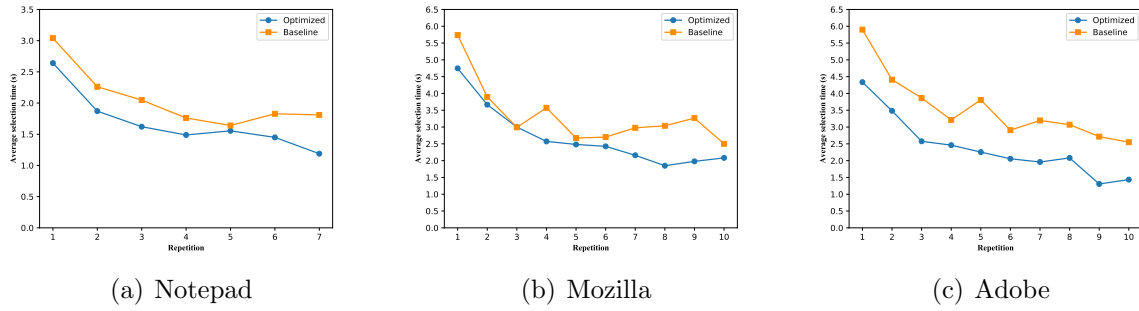 3.5
3.0
2.5
2.0
1.5
1.0
0.5
0.0
Average selection time (s)
1 2 3 4 5 6 7
Repetition
Optimized
Baseline
(a) Notepad
6.5
6.0
5.5
5.0
4.5
4.0
3.5
3.0
2.5
2.0
1.5
1.0
0.5
0.0
Average selection time (s)
1 2 3 4 5 6 7 8 9 10
Repetition
Optimized
Baseline
(b) Mozilla
6.5
6.0
5.5
5.0
4.5
4.0
3.5
3.0
2.5
2.0
1.5
1.0
0.5
0.0
Average selection time (s)
1 2 3 4 5 6 7 8 9 10
Repetition
Optimized
Baseline
(c) Adobe